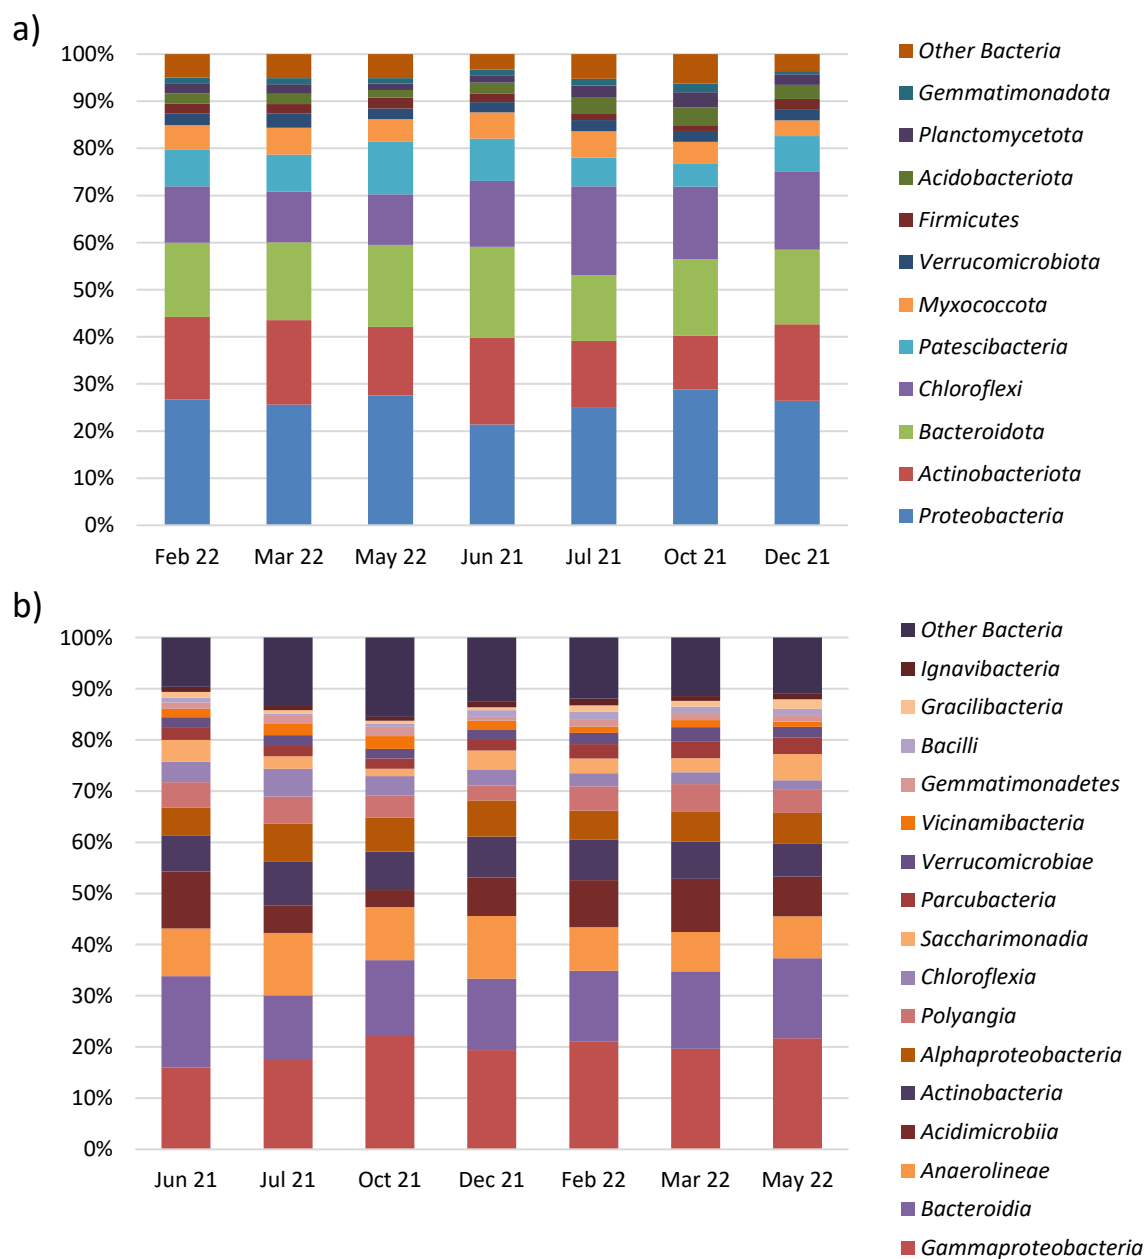 a)
100%
90%
80%
70%
60%
50%
40%
30%
20%
10%
0%
Feb 22 Mar 22 May 22 Jun 21 Jul 21 Oct 21 Dec 21
Other Bacteria
Gemmatimonadota
Planctomycetota
Acidobacteriota
Firmicutes
Verrucomicrobiota
Myxococcota
Patescibacteria
Chloroflexi
Bacteroidota
Actinobacteriota
Proteobacteria
b)
100%
90%
80%
70%
60%
50%
40%
30%
20%
10%
0%
Jun 21 Jul 21 Oct 21 Dec 21 Feb 22 Mar 22 May 22
Other Bacteria
Ignavibacteria
Gracilibacteria
Bacilli
Gemmatimonadetes
Vicinamibacteria
Verrucomicrobiae
Parcubacteria
Saccharimonadia
Chloroflexia
Polyangia
Alphaproteobacteria
Actinobacteria
Acidimicrobiia
Anaerolineae
Bacteroidia
Gammaproteobacteria